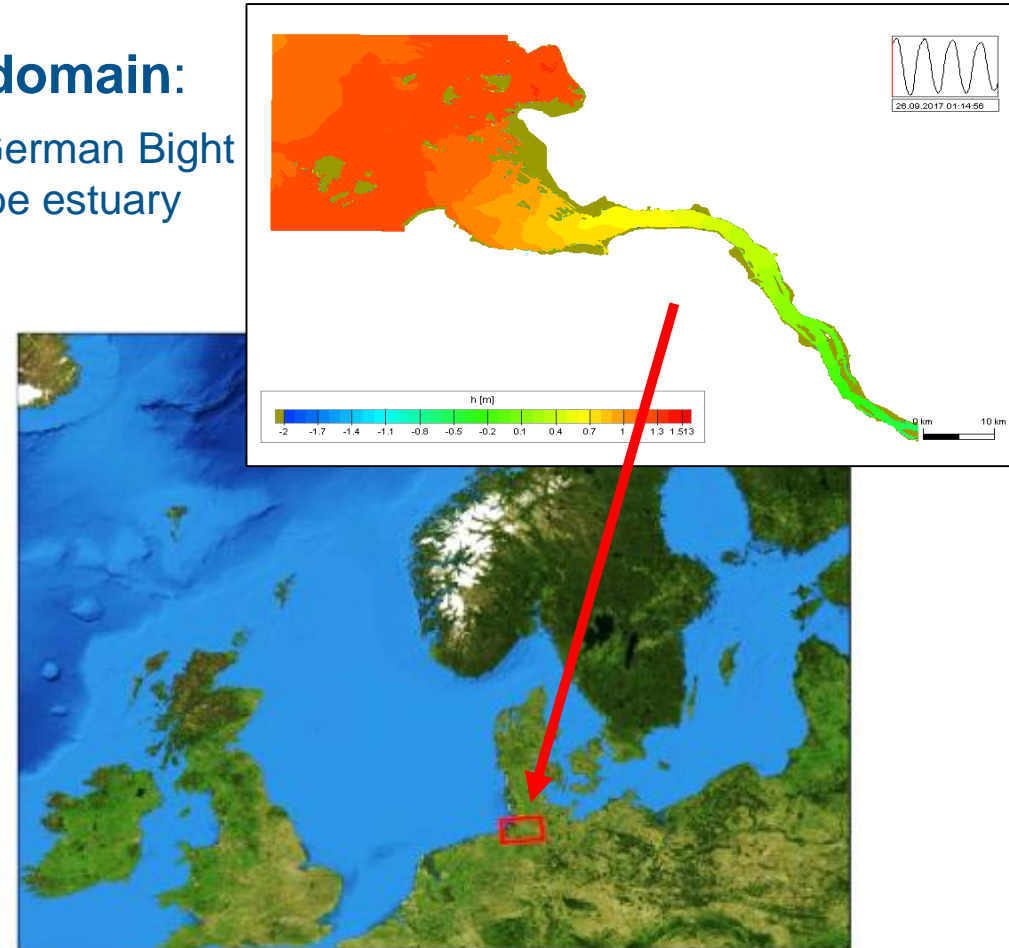 domain:
German Bight
be estuary
26.09.2017 01:14:56
h [m]
-2 -1.7 -1.4 -1.1 -0.8 -0.5 -0.2 0.1 0.4 0.7 1 1.3 1.513
0 km 10 km